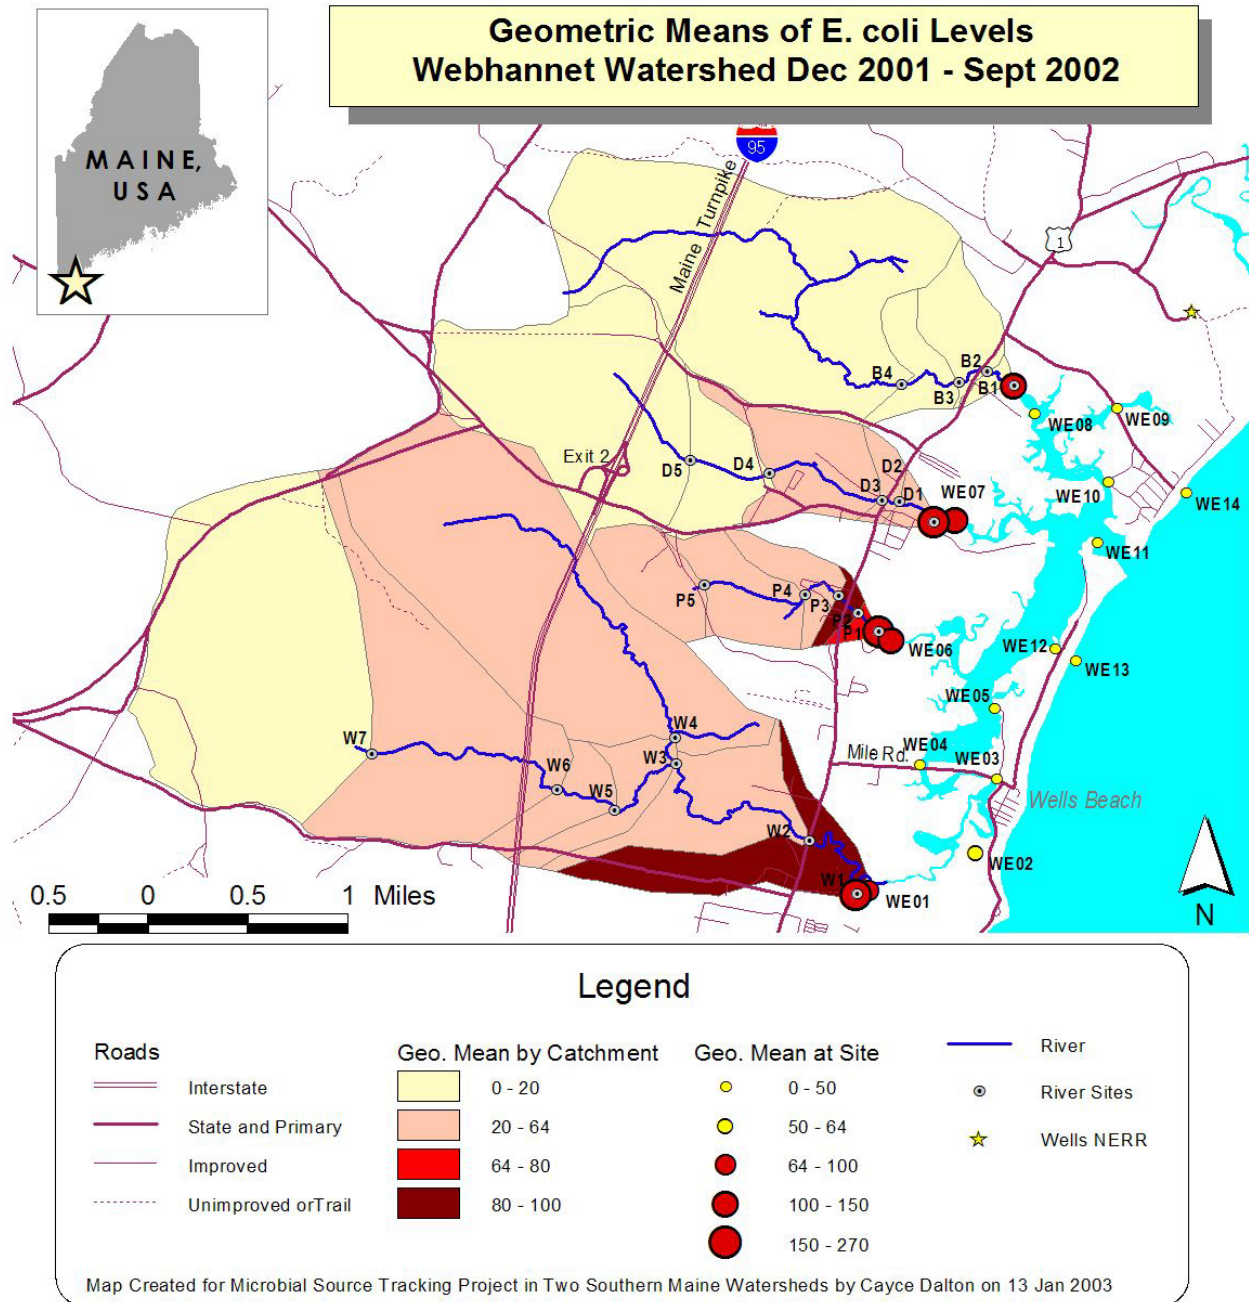 Geometric Means of E. coli Levels
Webhannet Watershed Dec 2001 - Sept 2002
MAINE,
USA
95
Maine Turnpike
1
B2
B4
B3
B1
WE08
WE09
Exit 2
D5
D4
D2
D3
D1
WE07
WE10
WE14
WE11
P5
P4
P3
P2
P1
WE06
WE12
WE13
WE05
W7
W4
W3
W6
W5
Mile Rd.
WE04
WE03
Wells Beach
W2
WE02
W1
WE01
0.5 0 0.5 1 Miles
N
Legend
Roads
Interstate
State and Primary
Improved
Unimproved orTrail
Geo. Mean by Catchment
0 - 20
20 - 64
64 - 80
80 - 100
Geo. Mean at Site
0 - 50
50 - 64
64 - 100
100 - 150
150 - 270
River
River Sites
Wells NERR
Map Created for Microbial Source Tracking Project in Two Southern Maine Watersheds by Cayce Dalton on 13 Jan 2003